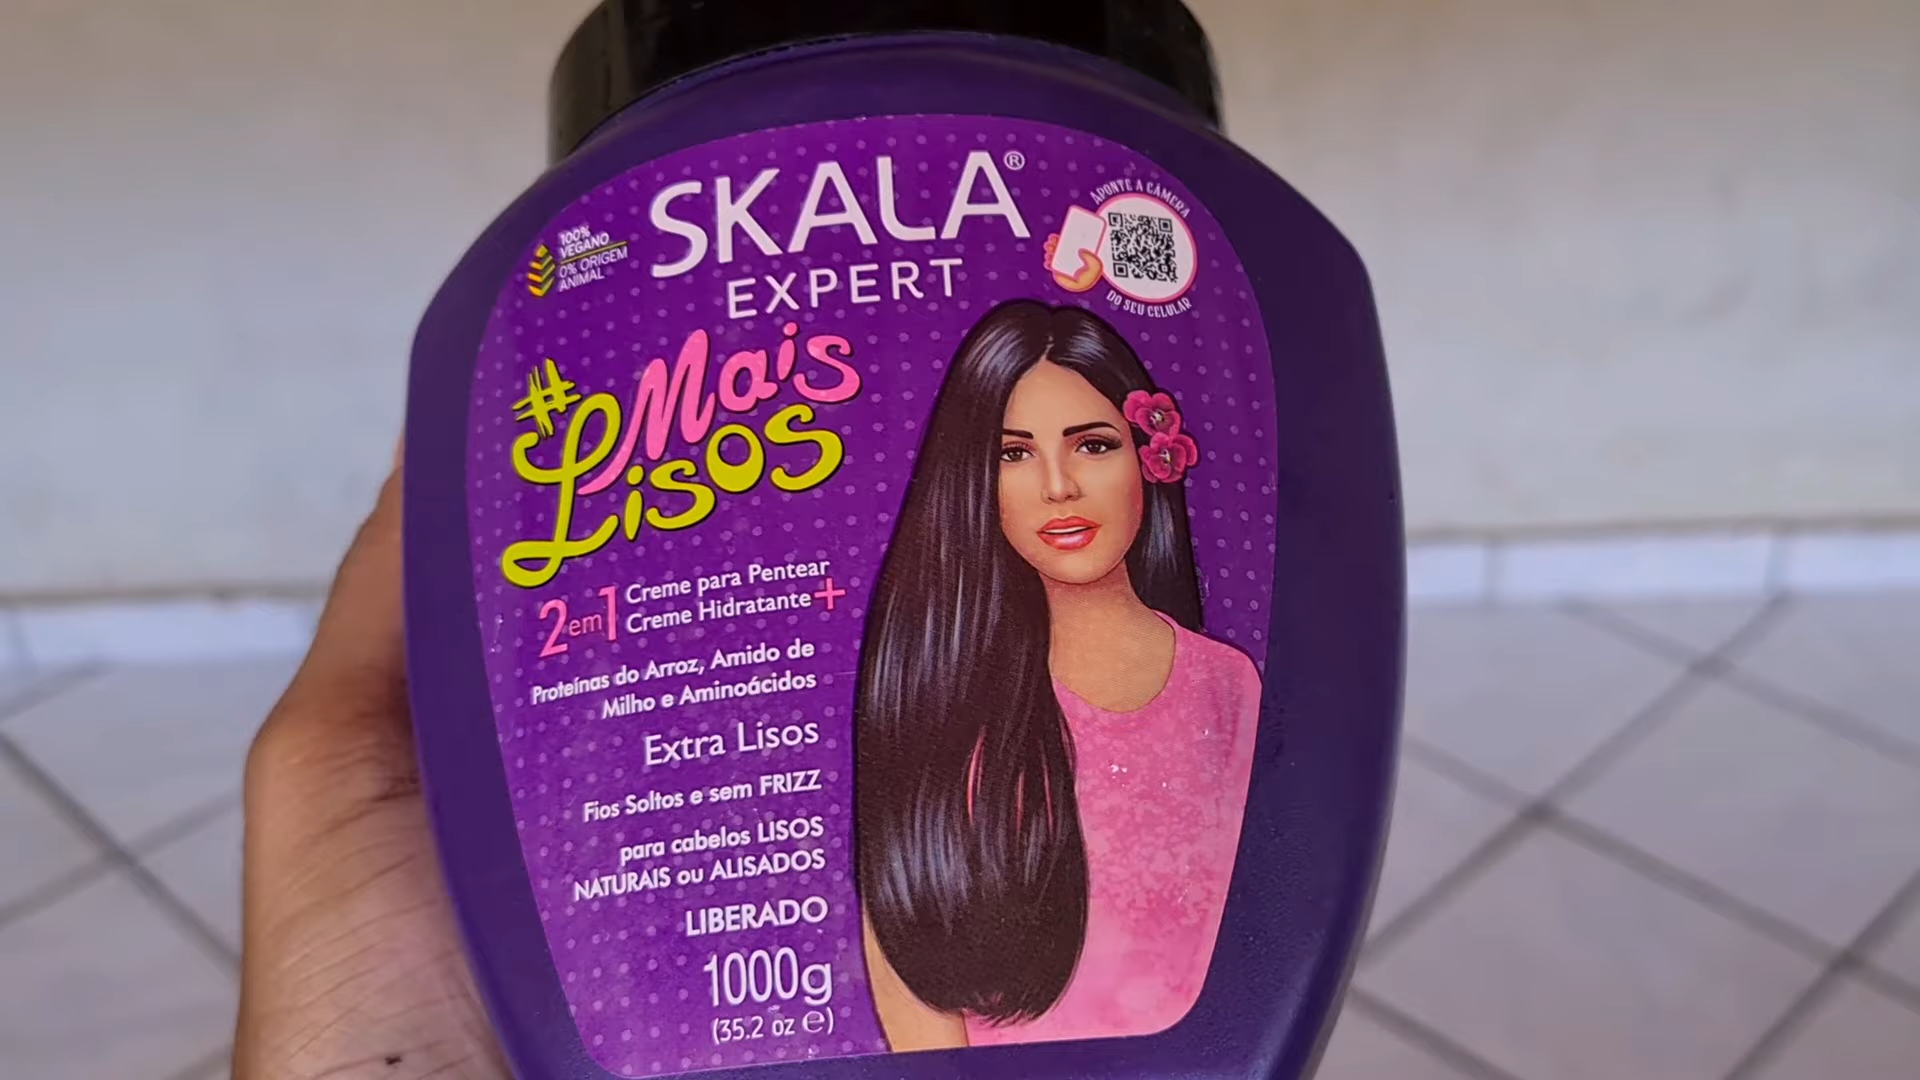 SKALA®
EXPERT
100%
VEGANO
0% ORIGEM
ANIMAL
APONTE A CÂMERA
DO SEU CELULAR
#Mais
Lisos
2em1
Creme para Pentear
Creme Hidratante+
Proteínas do Arroz, Amido de
Milho e Aminoácidos
Extra Lisos
Fios Soltos e sem FRIZZ
para cabelos LISOS
NATURAIS ou ALISADOS
LIBERADO
1000g
(35.2 oz ℮)